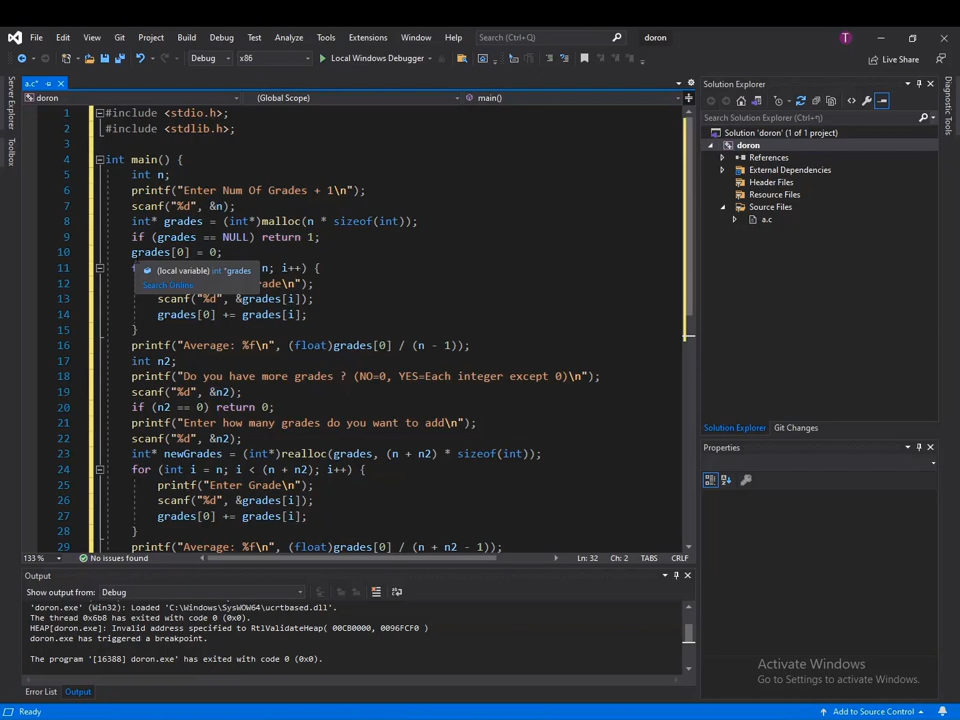 File Edit View Git Project Build Debug Test Analyze Tools Extensions Window Help Search (Ctrl+Q) doron T
Debug x86 Local Windows Debugger Live Share
Server Explorer
Toolbox
a.c*
doron (Global Scope) main()
1 #include <stdio.h>;
2 #include <stdlib.h>;
3
4 int main() {
5 int n;
6 printf("Enter Num Of Grades + 1\n");
7 scanf("%d", &n);
8 int* grades = (int*)malloc(n * sizeof(int));
9 if (grades == NULL) return 1;
10 grades[0] = 0;
11 n; i++) {
(local variable) int *grades
Search Online
12 rade\n");
13 scanf("%d", &grades[i]);
14 grades[0] += grades[i];
15 }
16 printf("Average: %f\n", (float)grades[0] / (n - 1));
17 int n2;
18 printf("Do you have more grades ? (NO=0, YES=Each integer except 0)\n");
19 scanf("%d", &n2);
20 if (n2 == 0) return 0;
21 printf("Enter how many grades do you want to add\n");
22 scanf("%d", &n2);
23 int* newGrades = (int*)realloc(grades, (n + n2) * sizeof(int));
24 for (int i = n; i < (n + n2); i++) {
25 printf("Enter Grade\n");
26 scanf("%d", &grades[i]);
27 grades[0] += grades[i];
28 }
29 printf("Average: %f\n", (float)grades[0] / (n + n2 - 1));
133 % No issues found Ln: 32 Ch: 2 TABS CRLF
Output
Show output from: Debug
'doron.exe' (Win32): Loaded 'C:\Windows\SysWOW64\ucrtbased.dll'.
The thread 0x6b8 has exited with code 0 (0x0).
HEAP[doron.exe]: Invalid address specified to RtlValidateHeap( 00CB0000, 0096FCF0 )
doron.exe has triggered a breakpoint.
The program '[16388] doron.exe' has exited with code 0 (0x0).
Error List Output
Ready
Solution Explorer
Search Solution Explorer (Ctrl+;)
Solution 'doron' (1 of 1 project)
doron
References
External Dependencies
Header Files
Resource Files
Source Files
a.c
Solution Explorer Git Changes
Properties
Diagnostic Tools
Activate Windows
Go to Settings to activate Windows.
Add to Source Control